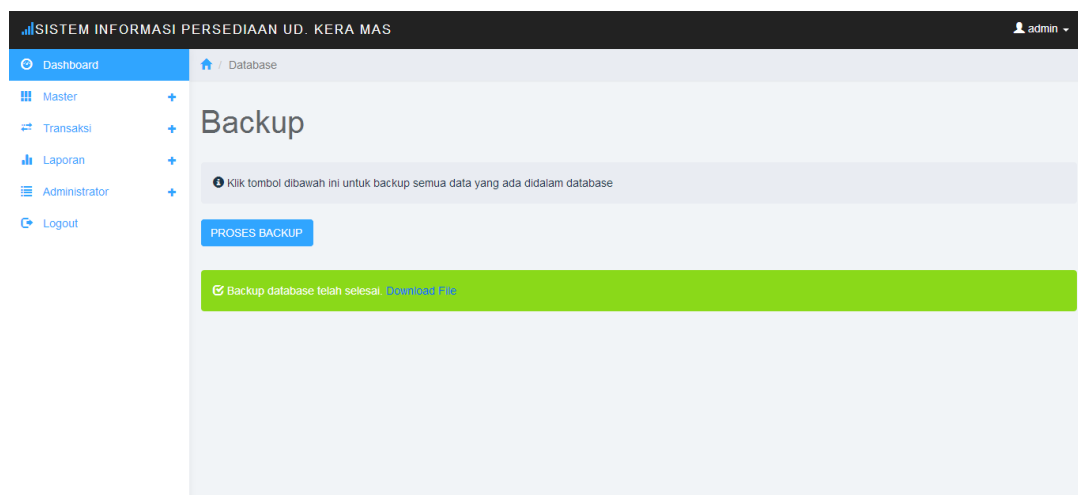 SISTEM INFORMASI PERSEDIAAN UD. KERA MAS
admin
Dashboard
Master
Transaksi
Laporan
Administrator
Logout
/ Database
Backup
Klik tombol dibawah ini untuk backup semua data yang ada didalam database
PROSES BACKUP
Backup database telah selesai. Download File